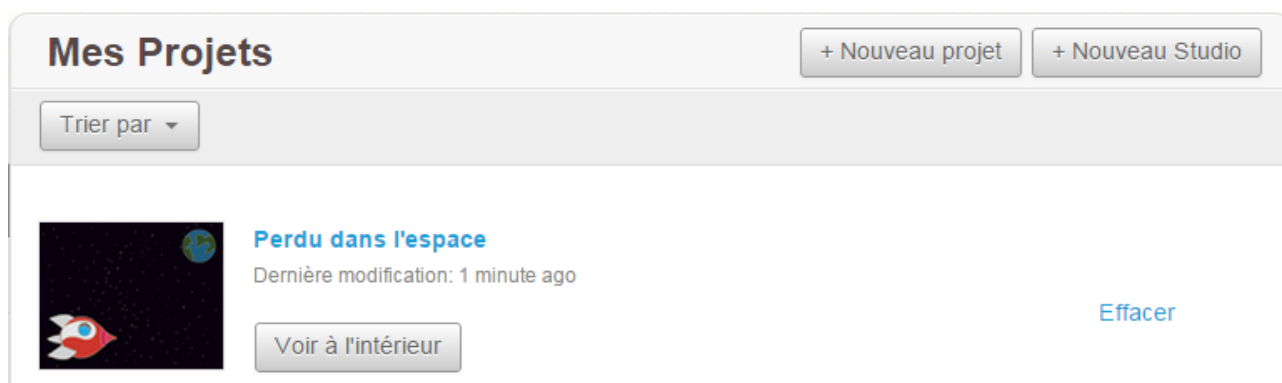 Mes Projets
+ Nouveau projet
+ Nouveau Studio
Trier par
Perdu dans l'espace
Dernière modification: 1 minute ago
Effacer
Voir à l'intérieur